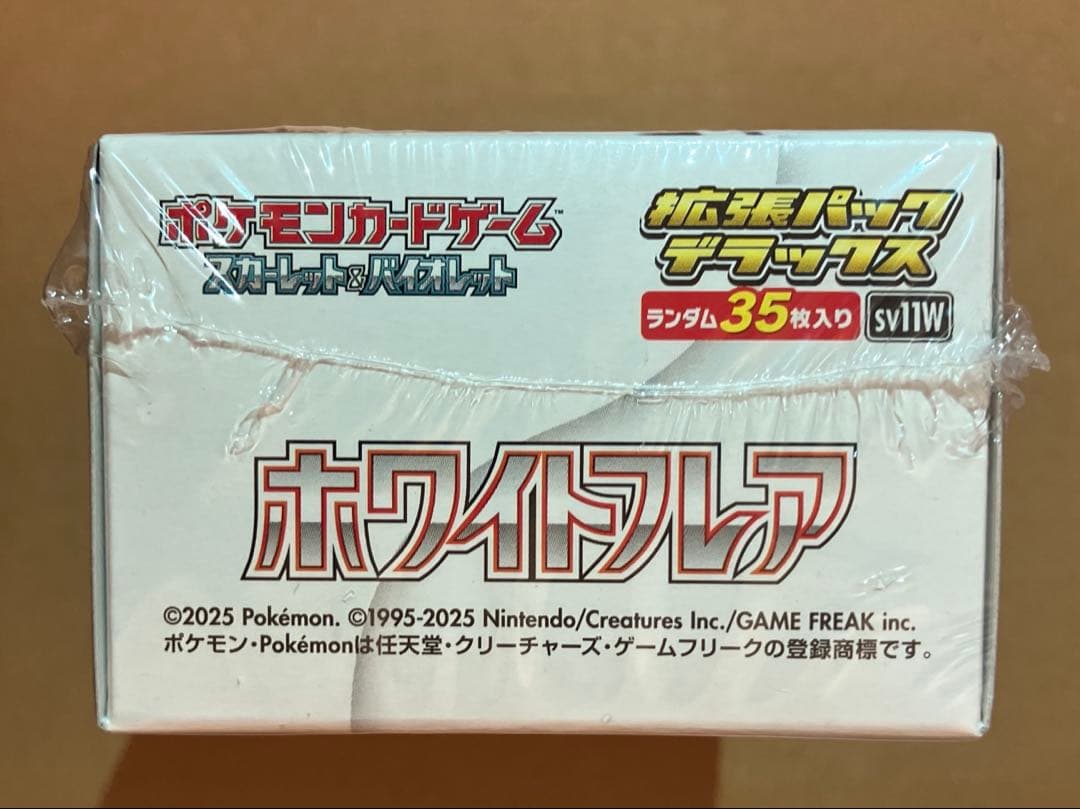 ポケモンカードゲーム™
スカーレット&バイオレット
拡張パック
デラックス
ランダム35枚入り
sv11W
ホワイトフレア
©2025 Pokémon. ©1995-2025 Nintendo/Creatures Inc./GAME FREAK inc.
ポケモン・Pokémonは任天堂・クリーチャーズ・ゲームフリークの登録商標です。